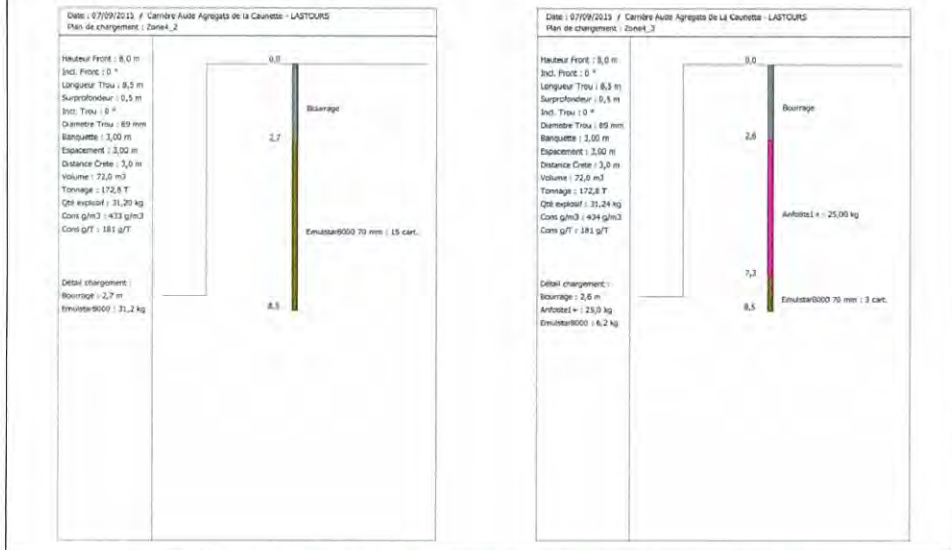 Date : 07/09/2015 / Carrière Aude Agregats de la Caunette - LASTOURS
Plan de chargement : Zone4_2
Hauteur Front : 8,0 m
Incl. Front : 0 °
Longueur Trou : 8,5 m
Surprofondeur : 0,5 m
Incl. Trou : 0 °
Diametre Trou : 89 mm
Banquette : 3,00 m
Espacement : 3,00 m
Distance Crete : 3,0 m
Volume : 72,0 m3
Tonnage : 172,8 T
Qté explosif : 31,20 kg
Cons g/m3 : 433 g/m3
Cons g/T : 181 g/T
Détail chargement :
Bourrage : 2,7 m
Emulstar8000 : 31,2 kg
0,0
Bourrage
2,7
Emulstar8000 70 mm : 15 cart.
8,5
Date : 07/09/2015 / Carrière Aude Agregats De La Caunette - LASTOURS
Plan de chargement : Zone4_3
Hauteur Front : 8,0 m
Incl. Front : 0 °
Longueur Trou : 8,5 m
Surprofondeur : 0,5 m
Incl. Trou : 0 °
Diametre Trou : 89 mm
Banquette : 3,00 m
Espacement : 3,00 m
Distance Crete : 3,0 m
Volume : 72,0 m3
Tonnage : 172,8 T
Qté explosif : 31,24 kg
Cons g/m3 : 434 g/m3
Cons g/T : 181 g/T
Détail chargement :
Bourrage : 2,6 m
Anfotite1+ : 25,0 kg
Emulstar8000 : 6,2 kg
0,0
Bourrage
2,6
Anfotite1 + : 25,00 kg
7,3
Emulstar8000 70 mm : 3 cart.
8,5